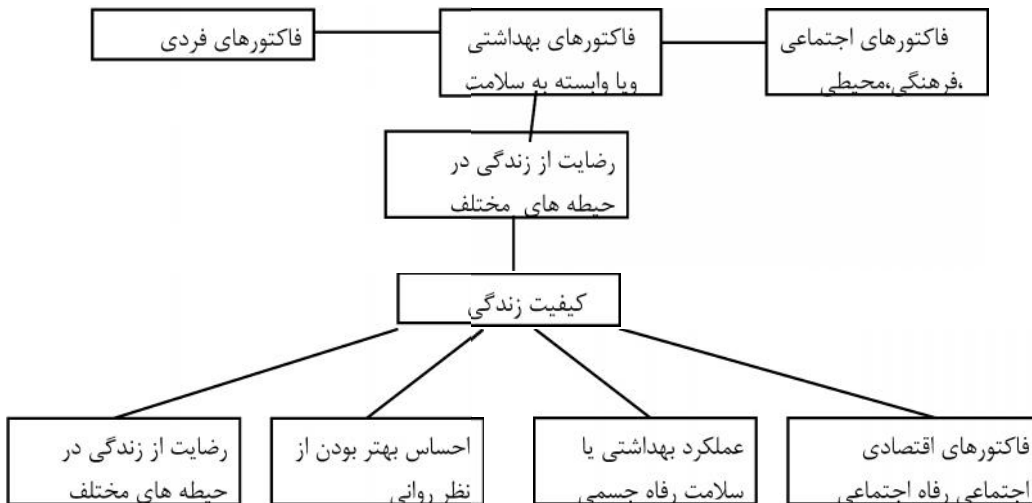 فاکتورهای اجتماعی
،فرهنگی،محیطی
فاکتورهای بهداشتی
ویا وابسته به سلامت
فاکتورهای فردی
رضایت از زندگی در
حیطه های مختلف
کیفیت زندگی
فاکتورهای اقتصادی
اجتماعی رفاه اجتماعی
عملکرد بهداشتی یا
سلامت رفاه جسمی
احساس بهتر بودن از
نظر روانی
رضایت از زندگی در
حیطه های مختلف